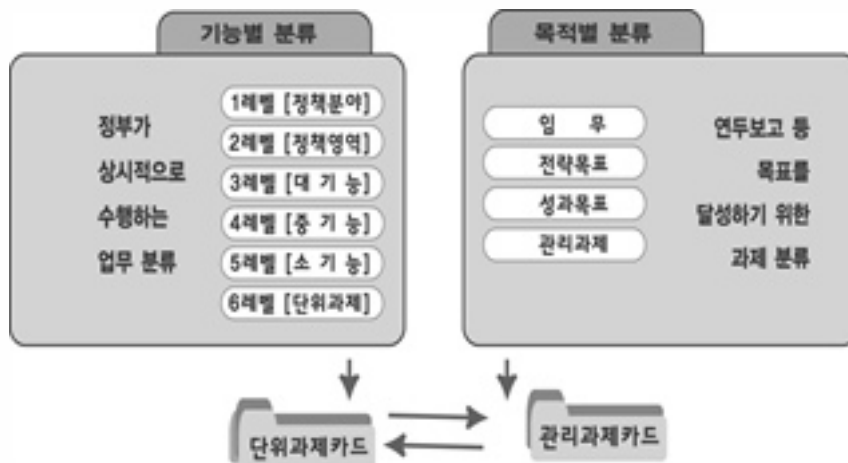 기능별 분류
정부가
상시적으로
수행하는
업무 분류
1레벨 [정책분야]
2레벨 [정책영역]
3레벨 [대 기 능]
4레벨 [중 기 능]
5레벨 [소 기 능]
6레벨 [단위과제]
목적별 분류
임 무
전략목표
성과목표
관리과제
연두보고 등
목표를
달성하기 위한
과제 분류
단위과제카드
관리과제카드